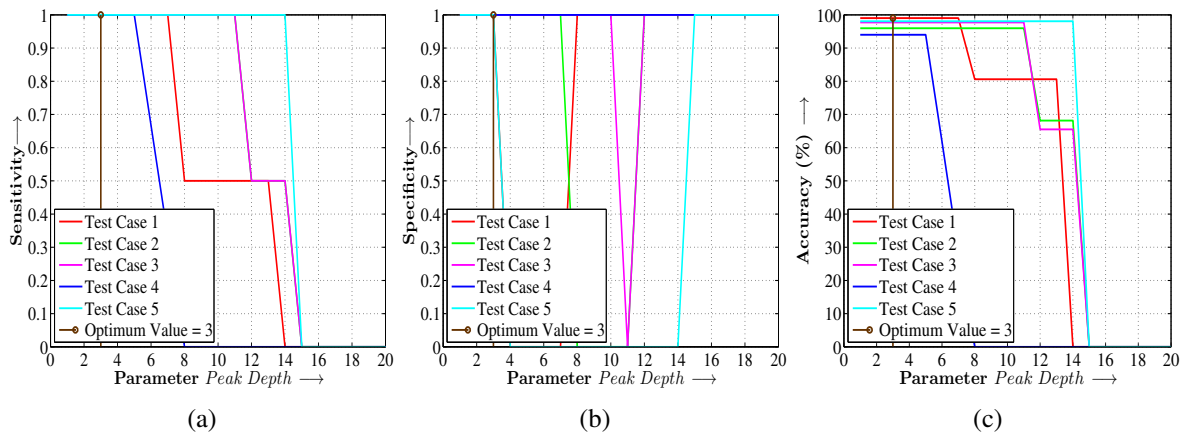 1
0.9
0.8
0.7
0.6
0.5
0.4
0.3
0.2
0.1
0
Sensitivity→
Test Case 1
Test Case 2
Test Case 3
Test Case 4
Test Case 5
Optimum Value = 3
0 2 4 6 8 10 12 14 16 18 20
Parameter Peak Depth →
(a)
1
0.9
0.8
0.7
0.6
0.5
0.4
0.3
0.2
0.1
0
Specificity→
Test Case 1
Test Case 2
Test Case 3
Test Case 4
Test Case 5
Optimum Value = 3
0 2 4 6 8 10 12 14 16 18 20
Parameter Peak Depth →
(b)
100
90
80
70
60
50
40
30
20
10
0
Accuracy (%) →
Test Case 1
Test Case 2
Test Case 3
Test Case 4
Test Case 5
Optimum Value = 3
0 2 4 6 8 10 12 14 16 18 20
Parameter Peak Depth →
(c)